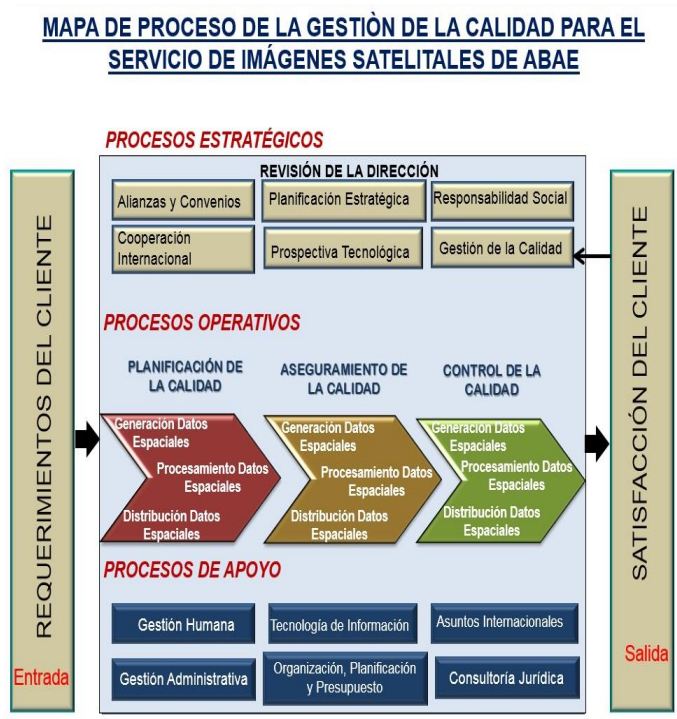 MAPA DE PROCESO DE LA GESTIÒN DE LA CALIDAD PARA EL
SERVICIO DE IMÁGENES SATELITALES DE ABAE
PROCESOS ESTRATÉGICOS
REVISIÓN DE LA DIRECCIÓN
Alianzas y Convenios
Planificación Estratégica
Responsabilidad Social
Cooperación
Internacional
Prospectiva Tecnológica
Gestión de la Calidad
REQUERIMIENTOS DEL CLIENTE
Entrada
PROCESOS OPERATIVOS
PLANIFICACIÓN DE
LA CALIDAD
Generación Datos
Espaciales
Procesamiento Datos
Espaciales
Distribución Datos
Espaciales
ASEGURAMIENTO DE
LA CALIDAD
Generación Datos
Espaciales
Procesamiento Datos
Espaciales
Distribución Datos
Espaciales
CONTROL DE LA
CALIDAD
Generación Datos
Espaciales
Procesamiento Datos
Espaciales
Distribución Datos
Espaciales
PROCESOS DE APOYO
Gestión Humana
Tecnología de Información
Asuntos Internacionales
Gestión Administrativa
Organización, Planificación
y Presupuesto
Consultoría Jurídica
SATISFACCIÓN DEL CLIENTE
Salida